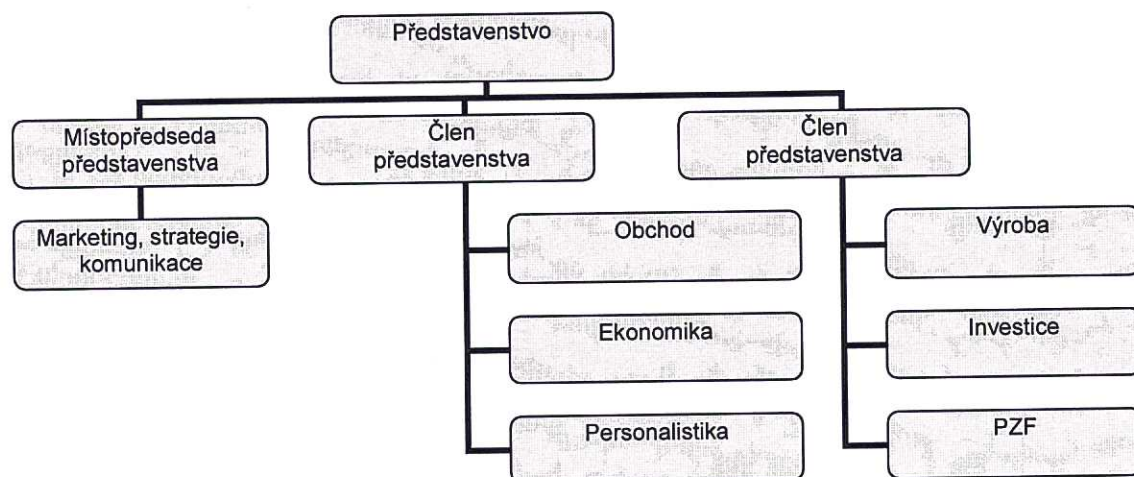 Představenstvo
Místopředseda
představenstva
Člen
představenstva
Člen
představenstva
Marketing, strategie,
komunikace
Obchod
Výroba
Ekonomika
Investice
Personalistika
PZF